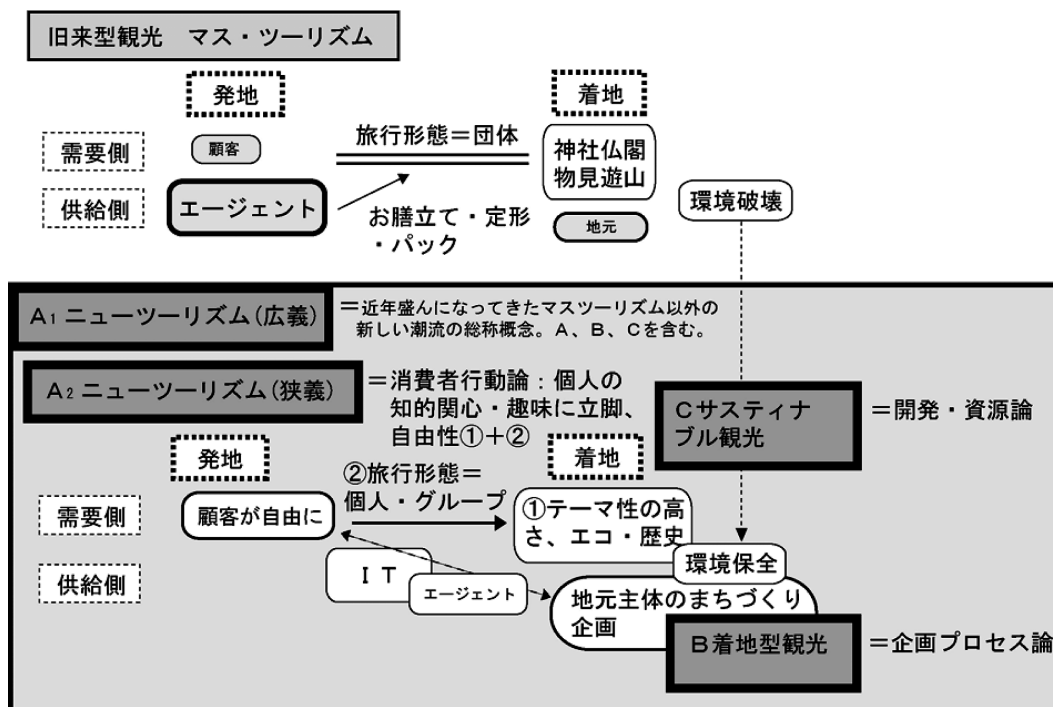 旧来型観光　マス・ツーリズム
発地
着地
需要側
顧客
旅行形態＝団体
神社仏閣
物見遊山
供給側
エージェント
お膳立て・定形
・パック
地元
環境破壊
A1 ニューツーリズム(広義)
＝近年盛んになってきたマスツーリズム以外の
新しい潮流の総称概念。A、B、Cを含む。
A2 ニューツーリズム(狭義)
＝消費者行動論：個人の
知的関心・趣味に立脚、
自由性①＋②
Cサスティナ
ブル観光
＝開発・資源論
発地
着地
②旅行形態＝
個人・グループ
需要側
顧客が自由に
①テーマ性の高
さ、エコ・歴史
供給側
ＩＴ
エージェント
環境保全
地元主体のまちづくり
企画
B着地型観光
＝企画プロセス論